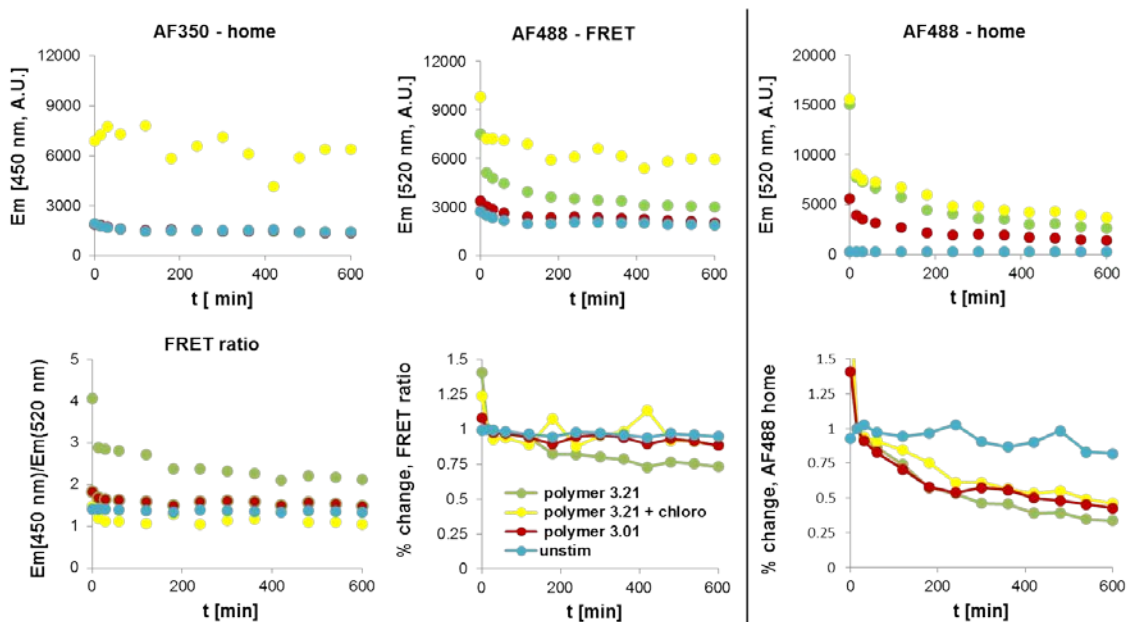 AF350 - home
Em [450 nm, A.U.]
12000
9000
6000
3000
0
0 200 400 600
t [ min]
AF488 - FRET
Em [520 nm, A.U.]
12000
9000
6000
3000
0
0 200 400 600
t [min]
AF488 - home
Em [520 nm, A.U.]
20000
15000
10000
5000
0
0 200 400 600
t [min]
FRET ratio
Em[450 nm)/Em(520 nm)
5
4
3
2
1
0
0 200 400 600
t [min]
% change, FRET ratio
1.5
1.25
1
0.75
0.5
0.25
0
polymer 3.21
polymer 3.21 + chloro
polymer 3.01
unstim
0 200 400 600
t [min]
% change, AF488 home
1.5
1.25
1
0.75
0.5
0.25
0
0 200 400 600
t [min]